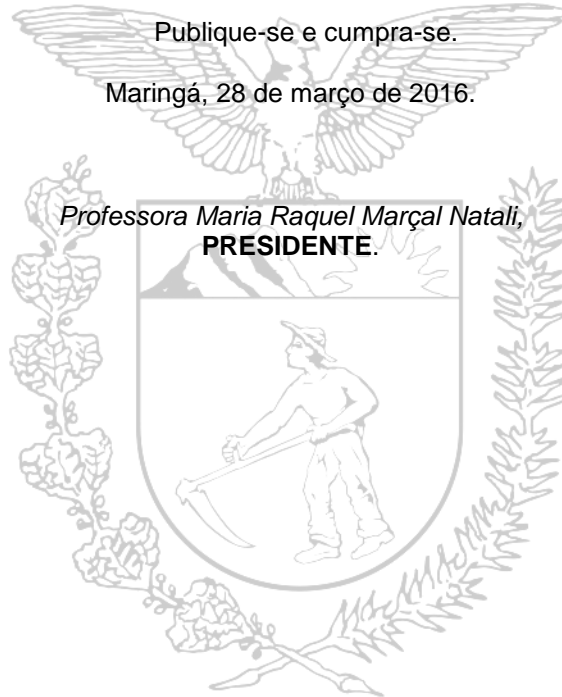 Publique-se e cumpra-se.
Maringá, 28 de março de 2016.
Professora Maria Raquel Marçal Natali,
PRESIDENTE.